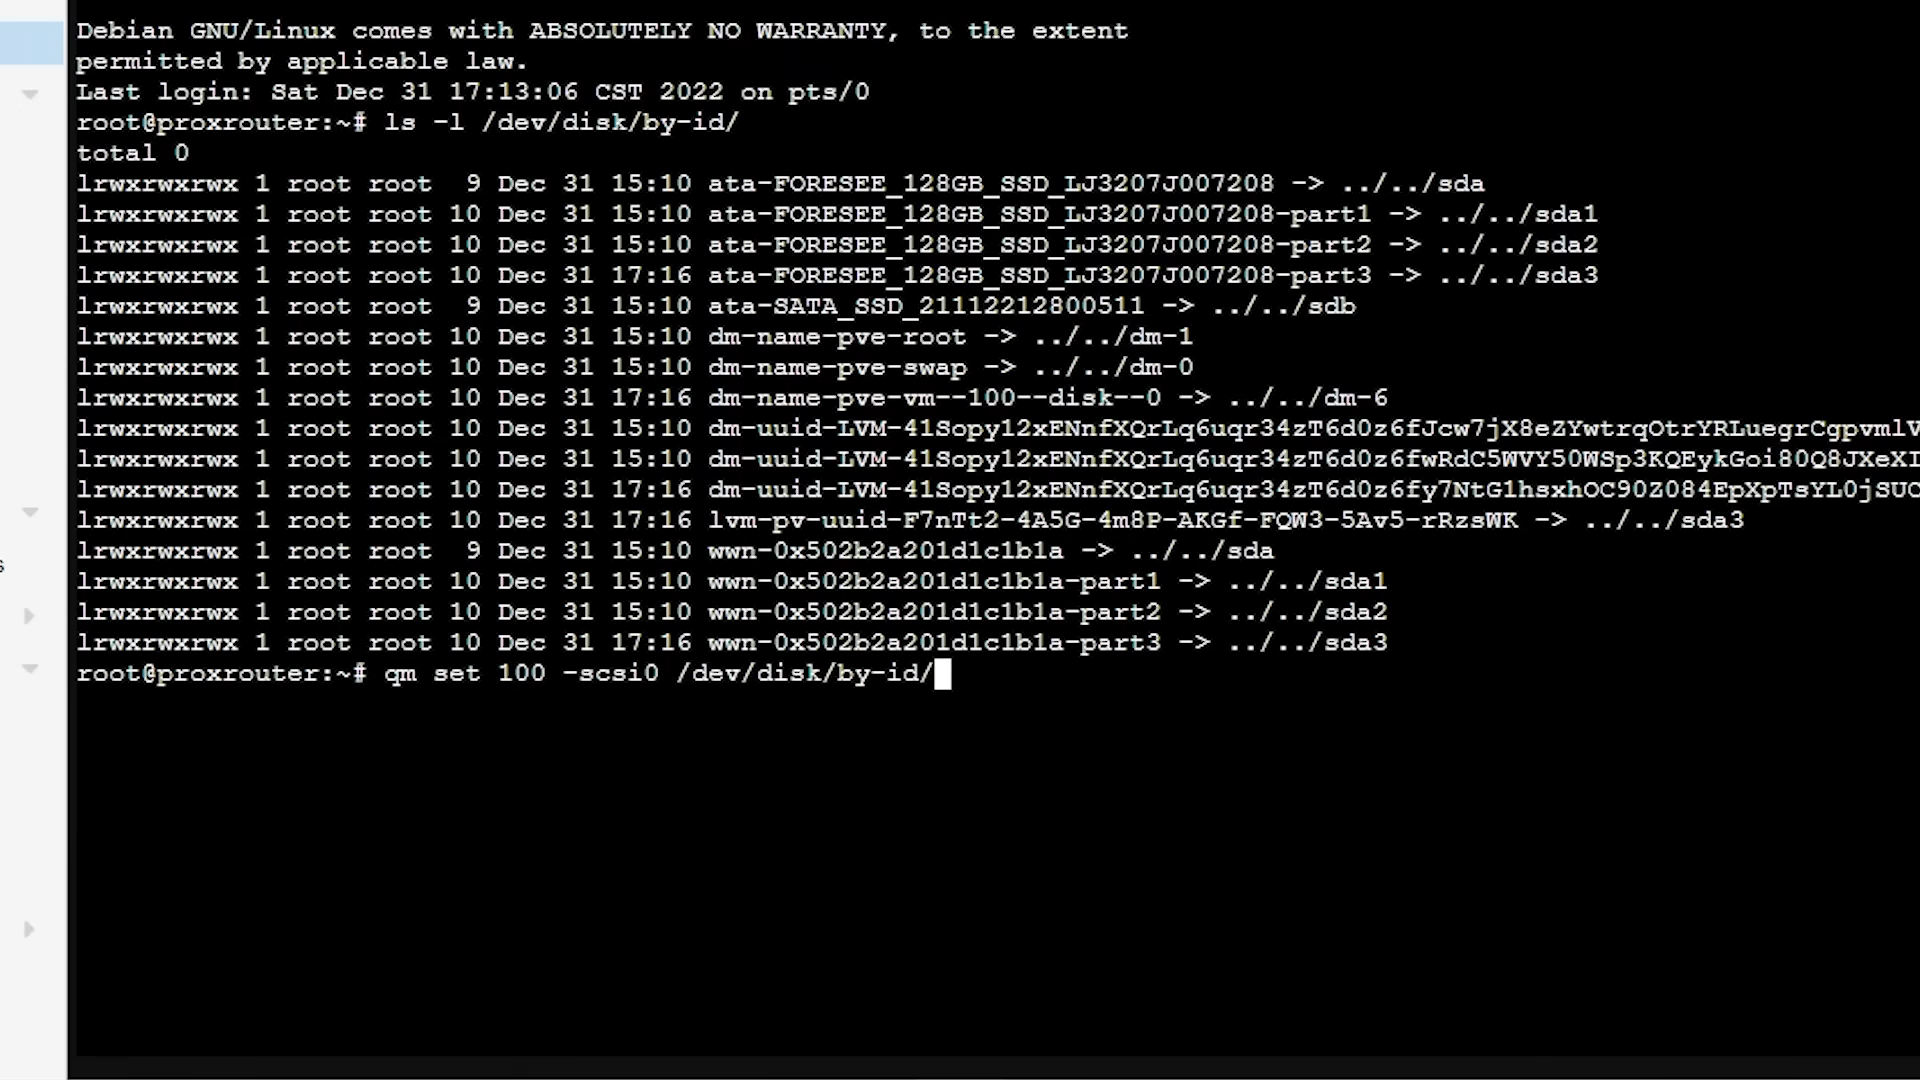 Debian GNU/Linux comes with ABSOLUTELY NO WARRANTY, to the extent
permitted by applicable law.
Last login: Sat Dec 31 17:13:06 CST 2022 on pts/0
root@proxrouter:~# ls -l /dev/disk/by-id/
total 0
lrwxrwxrwx 1 root root  9 Dec 31 15:10 ata-FORESEE_128GB_SSD_LJ3207J007208 -> ../../sda
lrwxrwxrwx 1 root root 10 Dec 31 15:10 ata-FORESEE_128GB_SSD_LJ3207J007208-part1 -> ../../sda1
lrwxrwxrwx 1 root root 10 Dec 31 15:10 ata-FORESEE_128GB_SSD_LJ3207J007208-part2 -> ../../sda2
lrwxrwxrwx 1 root root 10 Dec 31 17:16 ata-FORESEE_128GB_SSD_LJ3207J007208-part3 -> ../../sda3
lrwxrwxrwx 1 root root  9 Dec 31 15:10 ata-SATA_SSD_21112212800511 -> ../../sdb
lrwxrwxrwx 1 root root 10 Dec 31 15:10 dm-name-pve-root -> ../../dm-1
lrwxrwxrwx 1 root root 10 Dec 31 15:10 dm-name-pve-swap -> ../../dm-0
lrwxrwxrwx 1 root root 10 Dec 31 17:16 dm-name-pve-vm--100--disk--0 -> ../../dm-6
lrwxrwxrwx 1 root root 10 Dec 31 15:10 dm-uuid-LVM-41Sopy12xENnfXQrLq6uqr34zT6d0z6fJcw7jX8eZYwtrqOtrYRLuegrCgpvmlV
lrwxrwxrwx 1 root root 10 Dec 31 15:10 dm-uuid-LVM-41Sopy12xENnfXQrLq6uqr34zT6d0z6fwRdC5WVY50WSp3KQEykGoi80Q8JXeXI
lrwxrwxrwx 1 root root 10 Dec 31 17:16 dm-uuid-LVM-41Sopy12xENnfXQrLq6uqr34zT6d0z6fy7NtG1hsxhOC90Z084EpXpTsYL0jSUC
lrwxrwxrwx 1 root root 10 Dec 31 17:16 lvm-pv-uuid-F7nTt2-4A5G-4m8P-AKGf-FQW3-5Av5-rRzsWK -> ../../sda3
lrwxrwxrwx 1 root root  9 Dec 31 15:10 wwn-0x502b2a201d1c1b1a -> ../../sda
lrwxrwxrwx 1 root root 10 Dec 31 15:10 wwn-0x502b2a201d1c1b1a-part1 -> ../../sda1
lrwxrwxrwx 1 root root 10 Dec 31 15:10 wwn-0x502b2a201d1c1b1a-part2 -> ../../sda2
lrwxrwxrwx 1 root root 10 Dec 31 17:16 wwn-0x502b2a201d1c1b1a-part3 -> ../../sda3
root@proxrouter:~# qm set 100 -scsi0 /dev/disk/by-id/